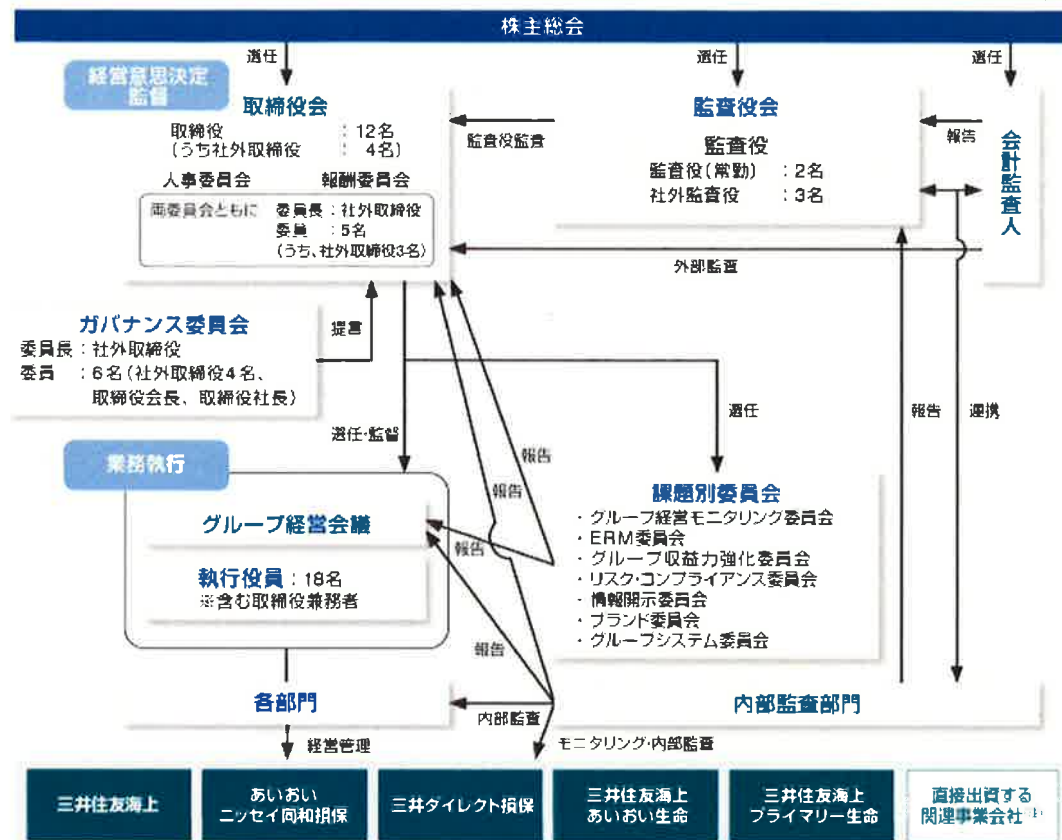 株主総会
選任
選任
選任
経営意思決定
監督
取締役会
取締役 :12名
(うち社外取締役 : 4名)
人事委員会 報酬委員会
両委員会ともに 委員長:社外取締役
委員 :5名
(うち、社外取締役3名)
監査役監査
監査役会
監査役
監査役(常勤) :2名
社外監査役 :3名
報告
会計監査人
外部監査
ガバナンス委員会
委員長:社外取締役
委員 :6名(社外取締役4名、
取締役会長、取締役社長)
提言
選任・監督
選任
報告
連携
業務執行
グループ経営会議
執行役員:18名
※含む取締役兼務者
報告
報告
報告
報告
課題別委員会
・グループ経営モニタリング委員会
・ERM委員会
・グループ収益力強化委員会
・リスク・コンプライアンス委員会
・情報開示委員会
・ブランド委員会
・グループシステム委員会
各部門
内部監査
内部監査部門
経営管理
モニタリング・内部監査
三井住友海上
あいおい
ニッセイ同和損保
三井ダイレクト損保
三井住友海上
あいおい生命
三井住友海上
プライマリー生命
直接出資する
関連事業会社